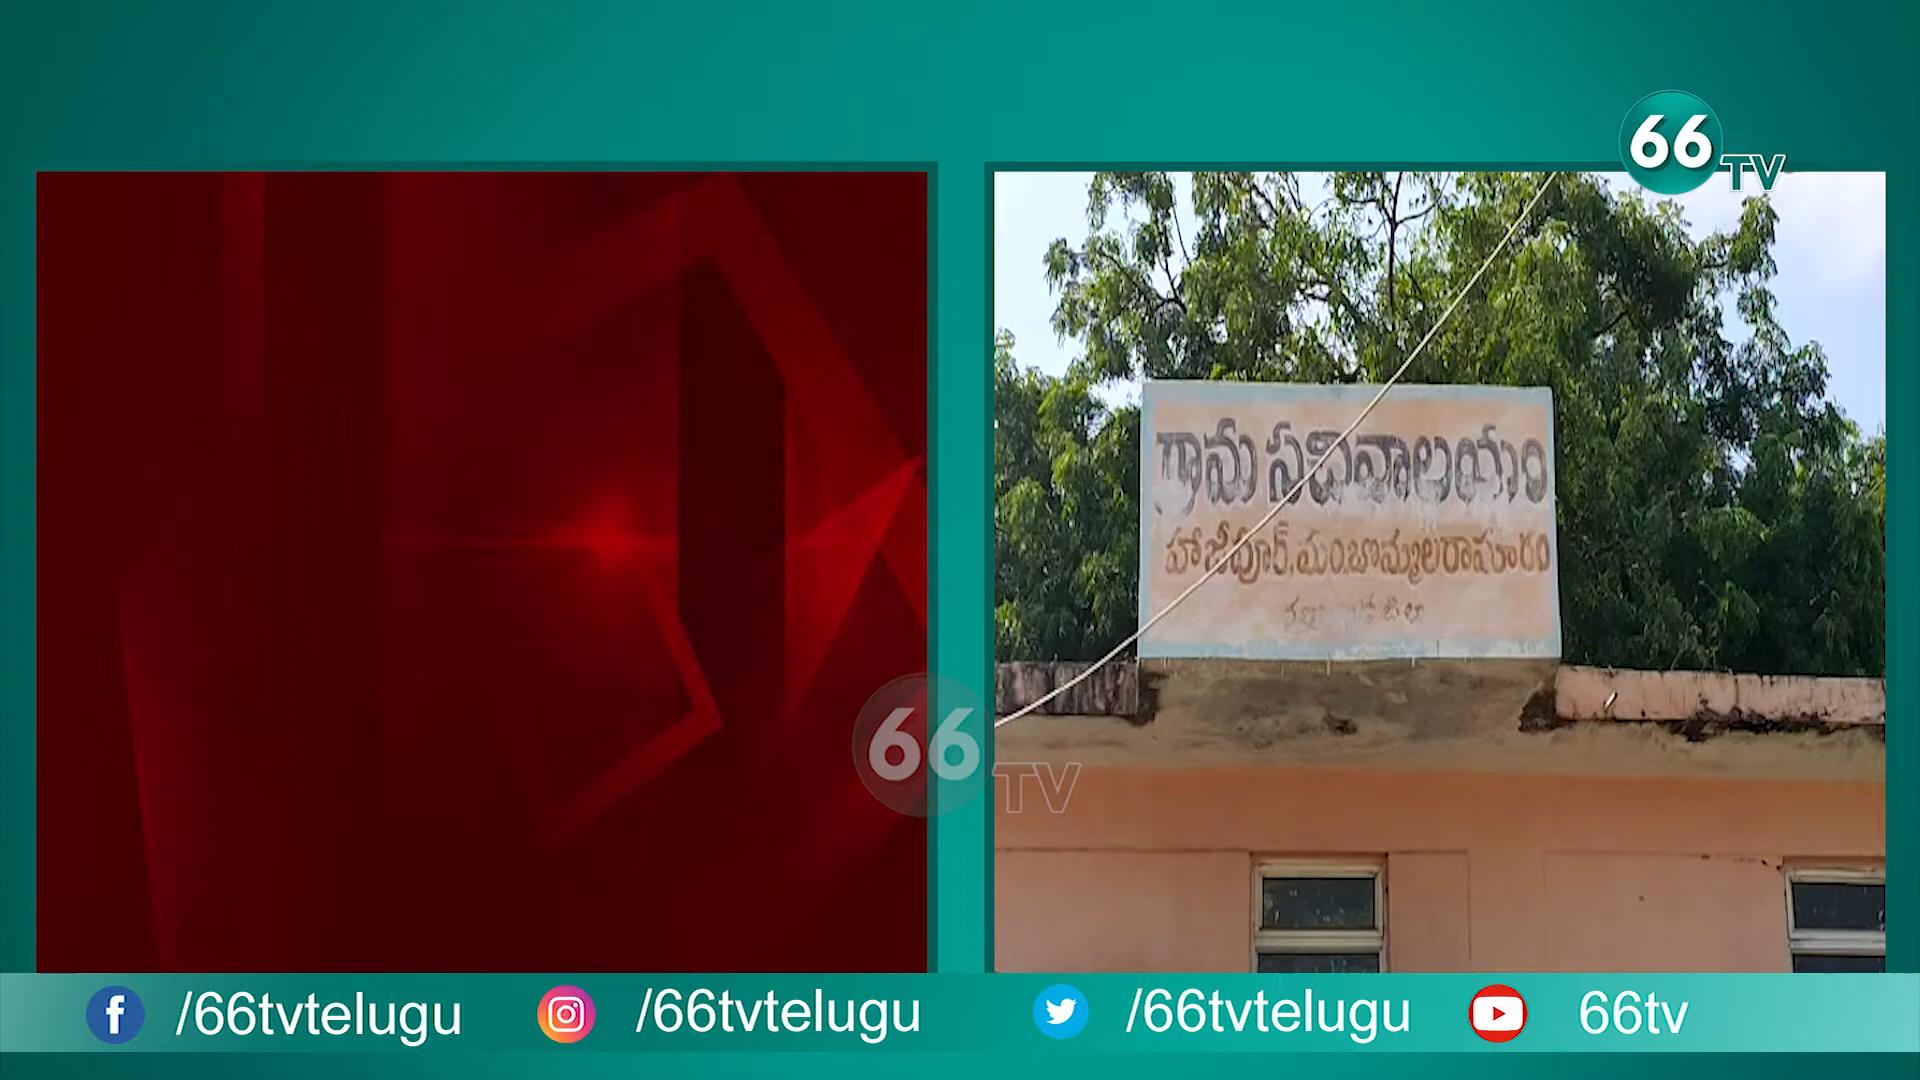 66 TV
గ్రామ సచివాలయం
హాజీపూర్, మం.బొమ్మలరామారం
66 TV
/66tvtelugu /66tvtelugu /66tvtelugu 66tv